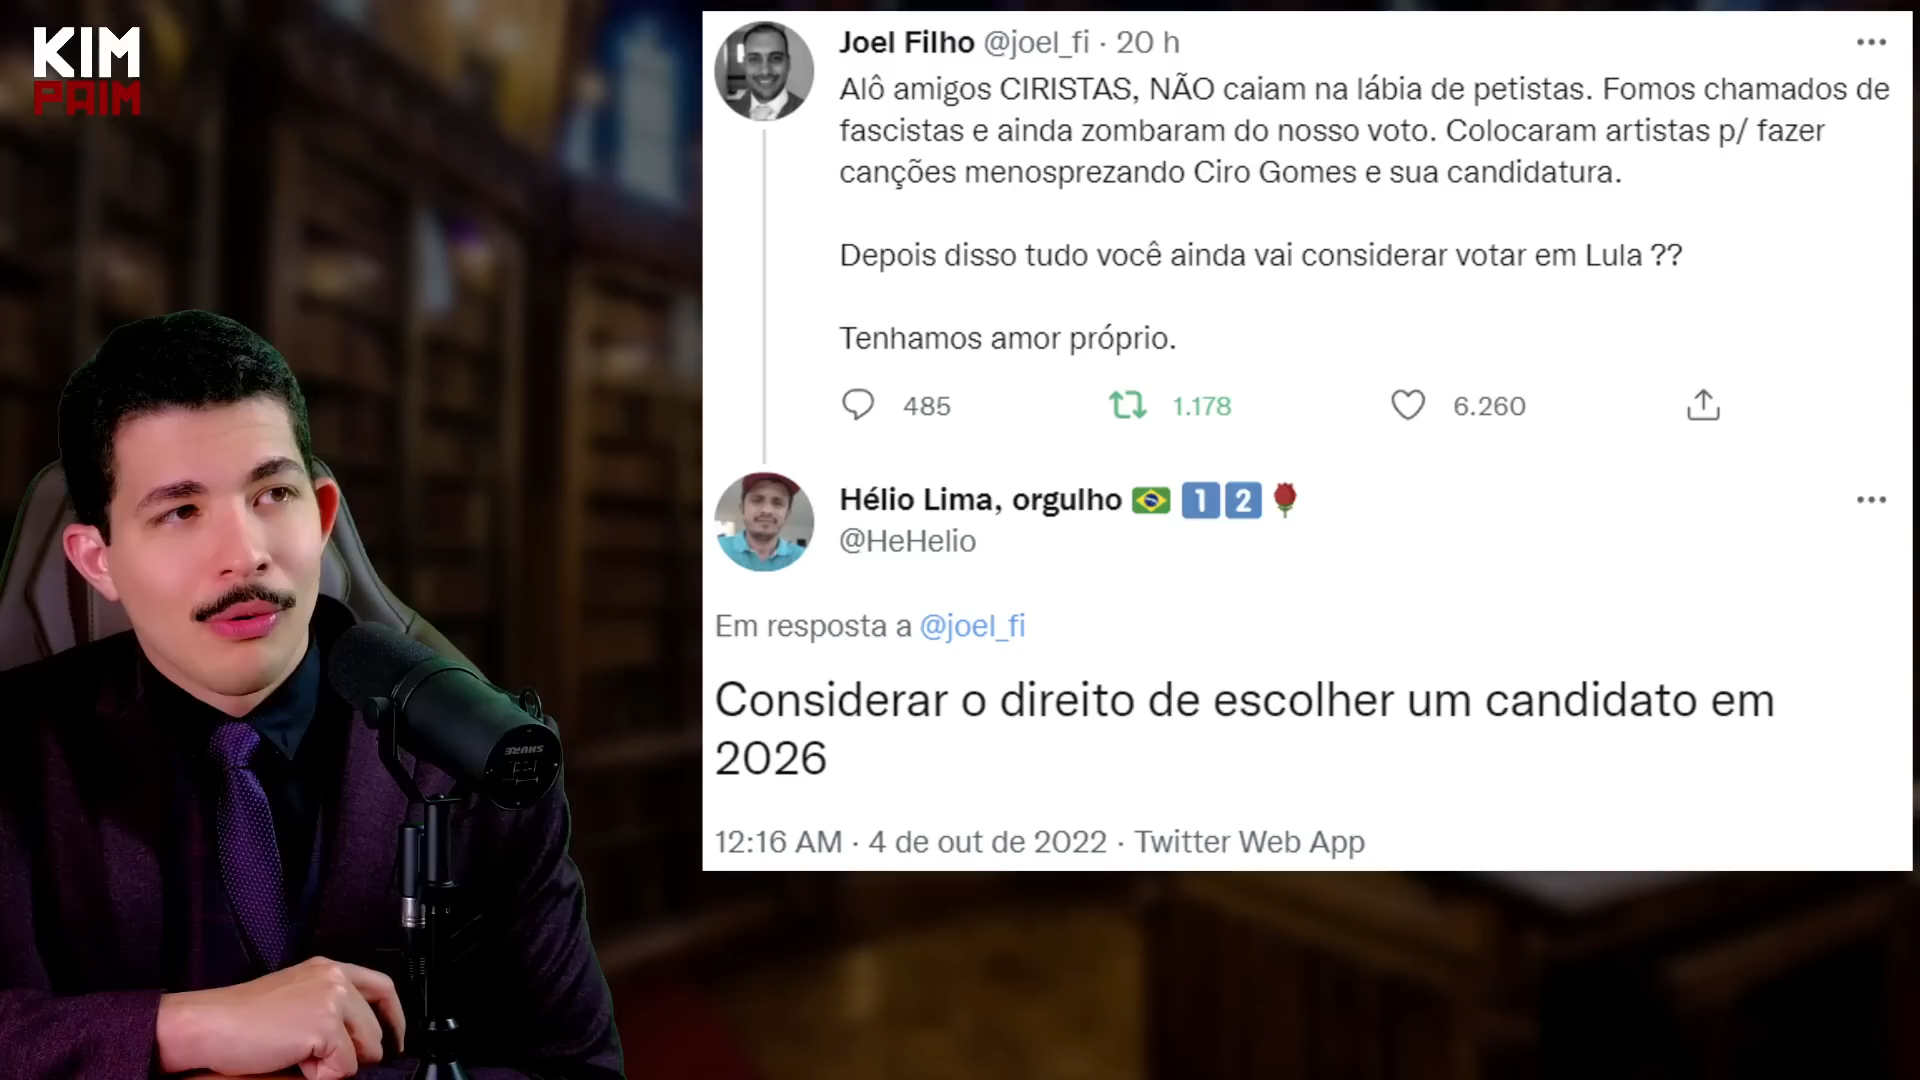 KIM
PAIM
Joel Filho @joel_fi · 20 h
Alô amigos CIRISTAS, NÃO caiam na lábia de petistas. Fomos chamados de
fascistas e ainda zombaram do nosso voto. Colocaram artistas p/ fazer
canções menosprezando Ciro Gomes e sua candidatura.
Depois disso tudo você ainda vai considerar votar em Lula ??
Tenhamos amor próprio.
485 1.178 6.260
Hélio Lima, orgulho 🇧🇷 1️⃣2️⃣🌹
@HeHelio
Em resposta a @joel_fi
Considerar o direito de escolher um candidato em
2026
12:16 AM · 4 de out de 2022 · Twitter Web App
SHURE